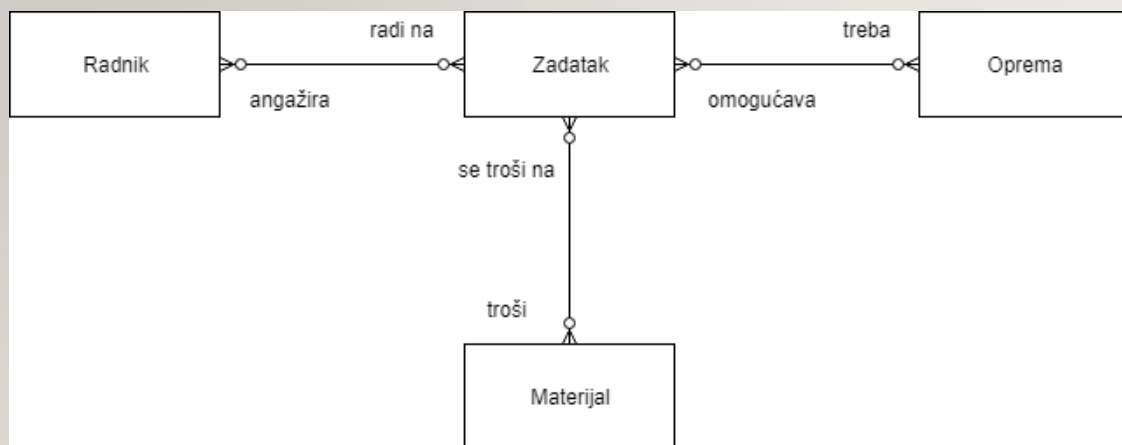 radi na
treba
Radnik
Zadatak
Oprema
angažira
omogućava
se troši na
troši
Materijal